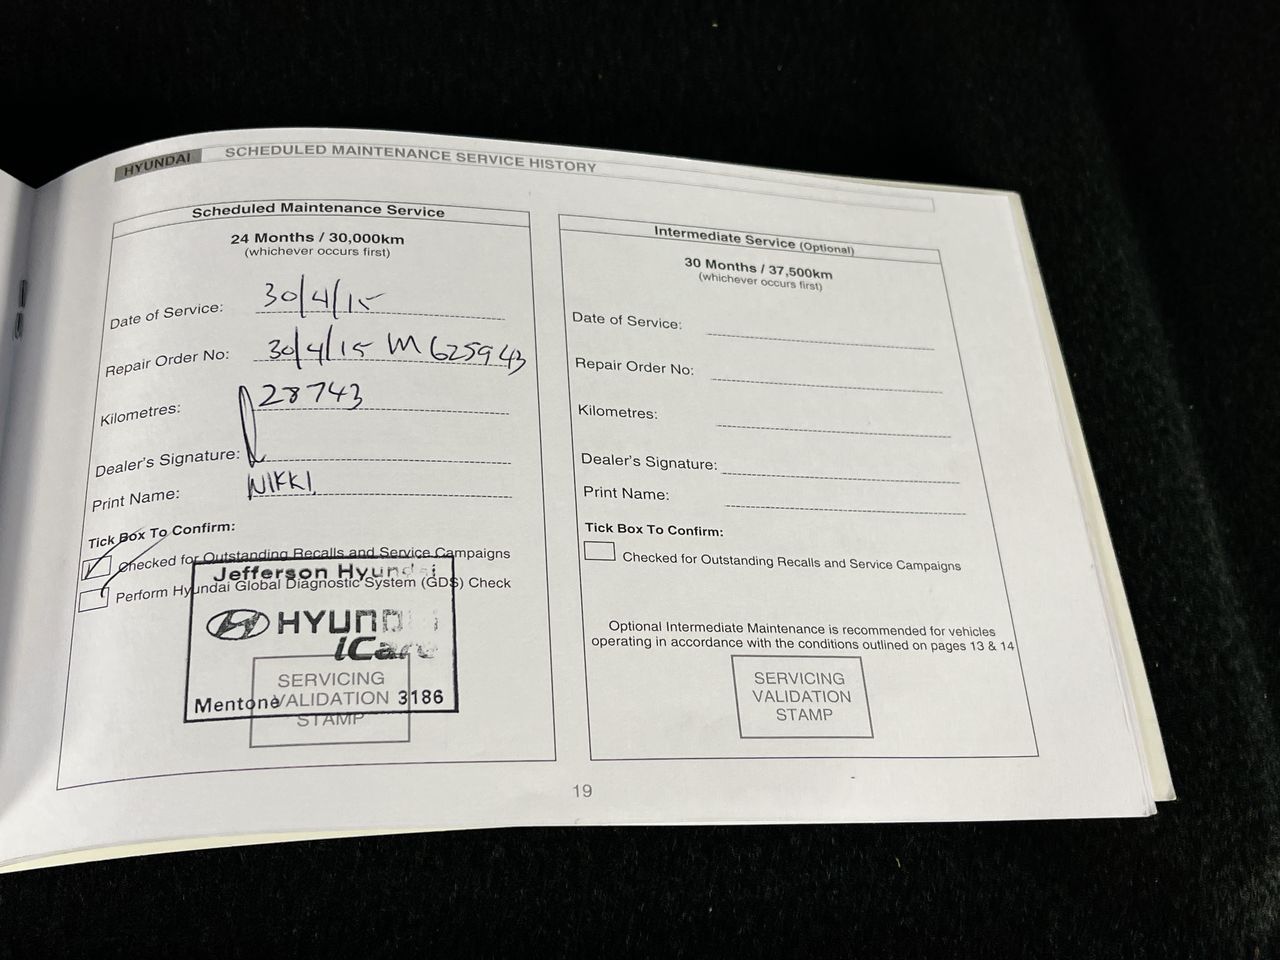 HYUNDAI SCHEDULED MAINTENANCE SERVICE HISTORY
Scheduled Maintenance Service
24 Months / 30,000km
(whichever occurs first)
Date of Service: 30/4/15
Repair Order No: 30/4/15 M625943
Kilometres: 28743
Dealer's Signature:
Print Name: NIKKI.
Tick Box To Confirm:
Checked for Outstanding Recalls and Service Campaigns
Perform Hyundai Global Diagnostic System (GDS) Check
Jefferson Hyundai
HYUNDAI
iCare
Mentone 3186
SERVICING
VALIDATION
STAMP
Intermediate Service (Optional)
30 Months / 37,500km
(whichever occurs first)
Date of Service:
Repair Order No:
Kilometres:
Dealer's Signature:
Print Name:
Tick Box To Confirm:
Checked for Outstanding Recalls and Service Campaigns
Optional Intermediate Maintenance is recommended for vehicles
operating in accordance with the conditions outlined on pages 13 & 14
SERVICING
VALIDATION
STAMP
19